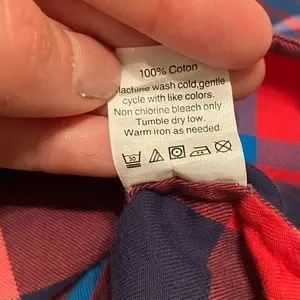 100% Coton
Machine wash cold,gentle
cycle with like colors.
Non chlorine bleach only
Tumble dry low.
Warm iron as needed
30